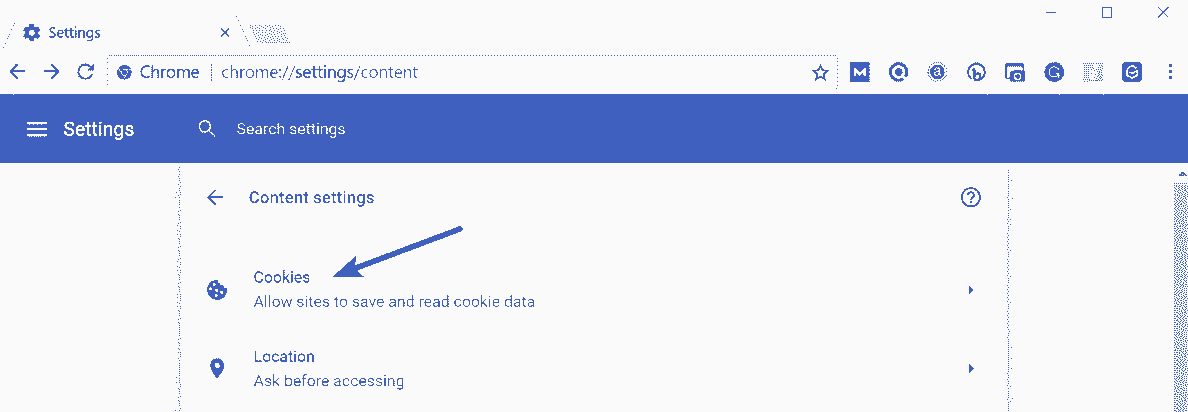 Settings
Chrome chrome://settings/content
Settings Search settings
Content settings
Cookies
Allow sites to save and read cookie data
Location
Ask before accessing